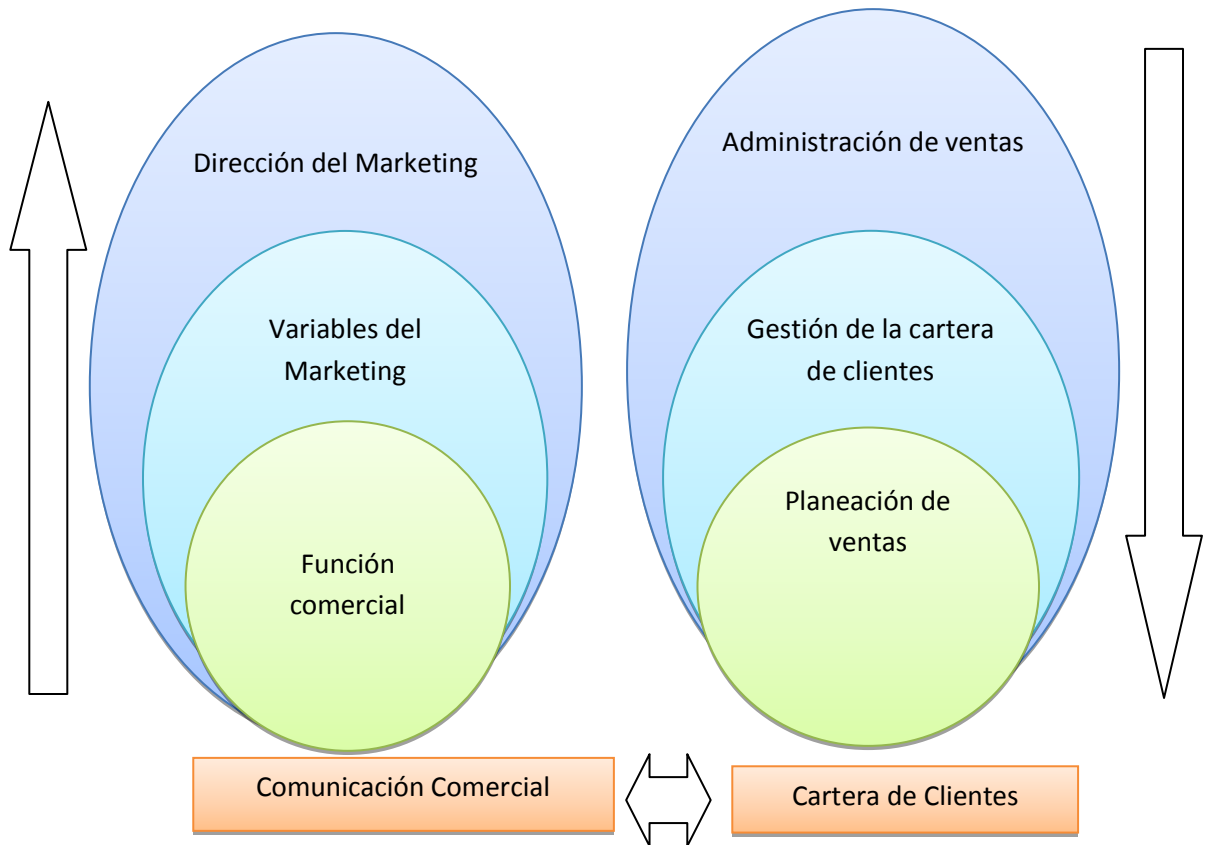 Dirección del Marketing
Variables del
Marketing
Función
comercial
Comunicación Comercial
Administración de ventas
Gestión de la cartera
de clientes
Planeación de
ventas
Cartera de Clientes